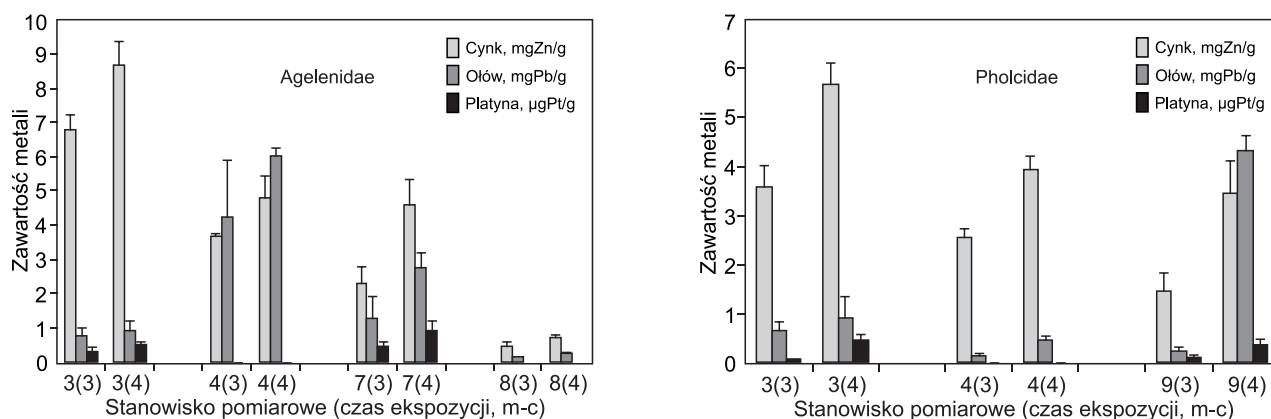 10
9
8
7
6
5
4
3
2
1
0
Zawartość metali
Agelenidae
Cynk, mgZn/g
Ołów, mgPb/g
Platyna, µgPt/g
3(3) 3(4) 4(3) 4(4) 7(3) 7(4) 8(3) 8(4)
Stanowisko pomiarowe (czas ekspozycji, m-c)
7
6
5
4
3
2
1
0
Zawartość metali
Pholcidae
Cynk, mgZn/g
Ołów, mgPb/g
Platyna, µgPt/g
3(3) 3(4) 4(3) 4(4) 9(3) 9(4)
Stanowisko pomiarowe (czas ekspozycji, m-c)